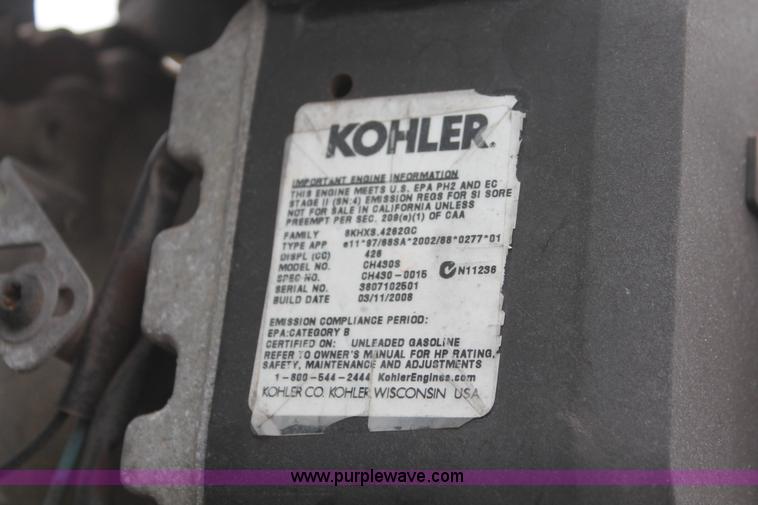 KOHLER.
IMPORTANT ENGINE INFORMATION
THIS ENGINE MEETS U.S. EPA PH2 AND EC
STAGE II (SN:4) EMISSION REGS FOR SI SORE
NOT FOR SALE IN CALIFORNIA UNLESS
PREEMPT PER SEC. 209(e)(1) OF CAA
FAMILY 8KHXS.4262GC
TYPE APP e11*97/68SA*2002/88*0277*01
DISPL (CC) 426
MODEL NO. CH430S
SPEC NO. CH430-0015 N11236
SERIAL NO. 3807102501
BUILD DATE 03/11/2008
EMISSION COMPLIANCE PERIOD:
EPA:CATEGORY B
CERTIFIED ON: UNLEADED GASOLINE
REFER TO OWNER'S MANUAL FOR HP RATING,
SAFETY, MAINTENANCE AND ADJUSTMENTS
1-800-544-2444 KohlerEngines.com
KOHLER CO. KOHLER, WISCONSIN USA
www.purplewave.com